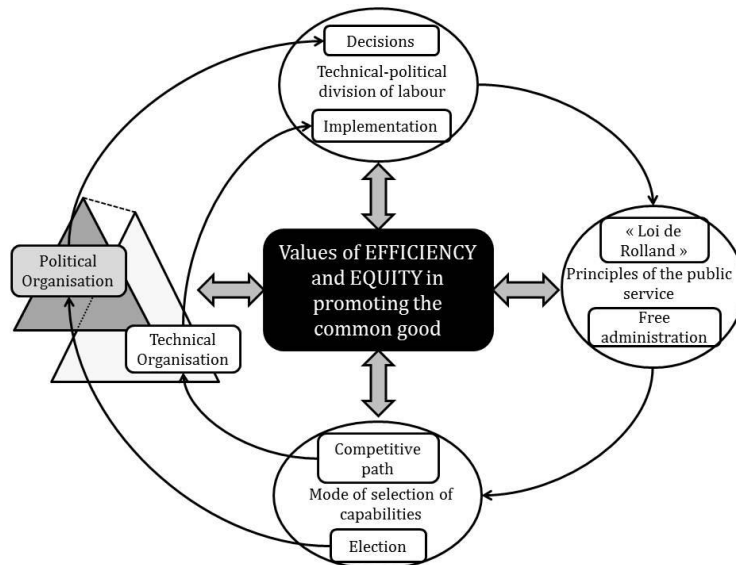 Decisions
Technical-political
division of labour
Implementation
Values of EFFICIENCY
and EQUITY in
promoting the
common good
« Loi de
Rolland »
Principles of the public
service
Free
administration
Political
Organisation
Technical
Organisation
Competitive
path
Mode of selection of
capabilities
Election